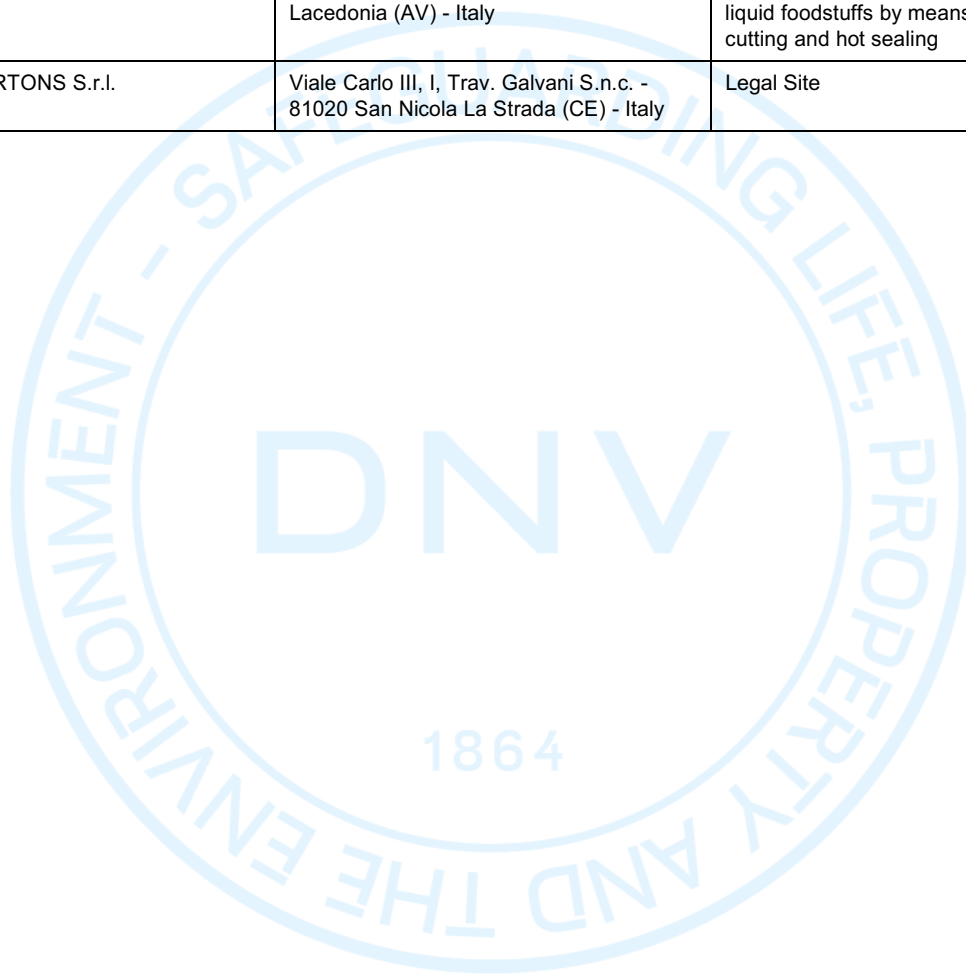 Lacedonia (AV) - Italy
liquid foodstuffs by means
cutting and hot sealing
RTONS S.r.l.
Viale Carlo III, I, Trav. Galvani S.n.c. -
81020 San Nicola La Strada (CE) - Italy
Legal Site
SAFEGUARDING LIFE, PROPERTY AND THE ENVIRONMENT -
DNV
1864